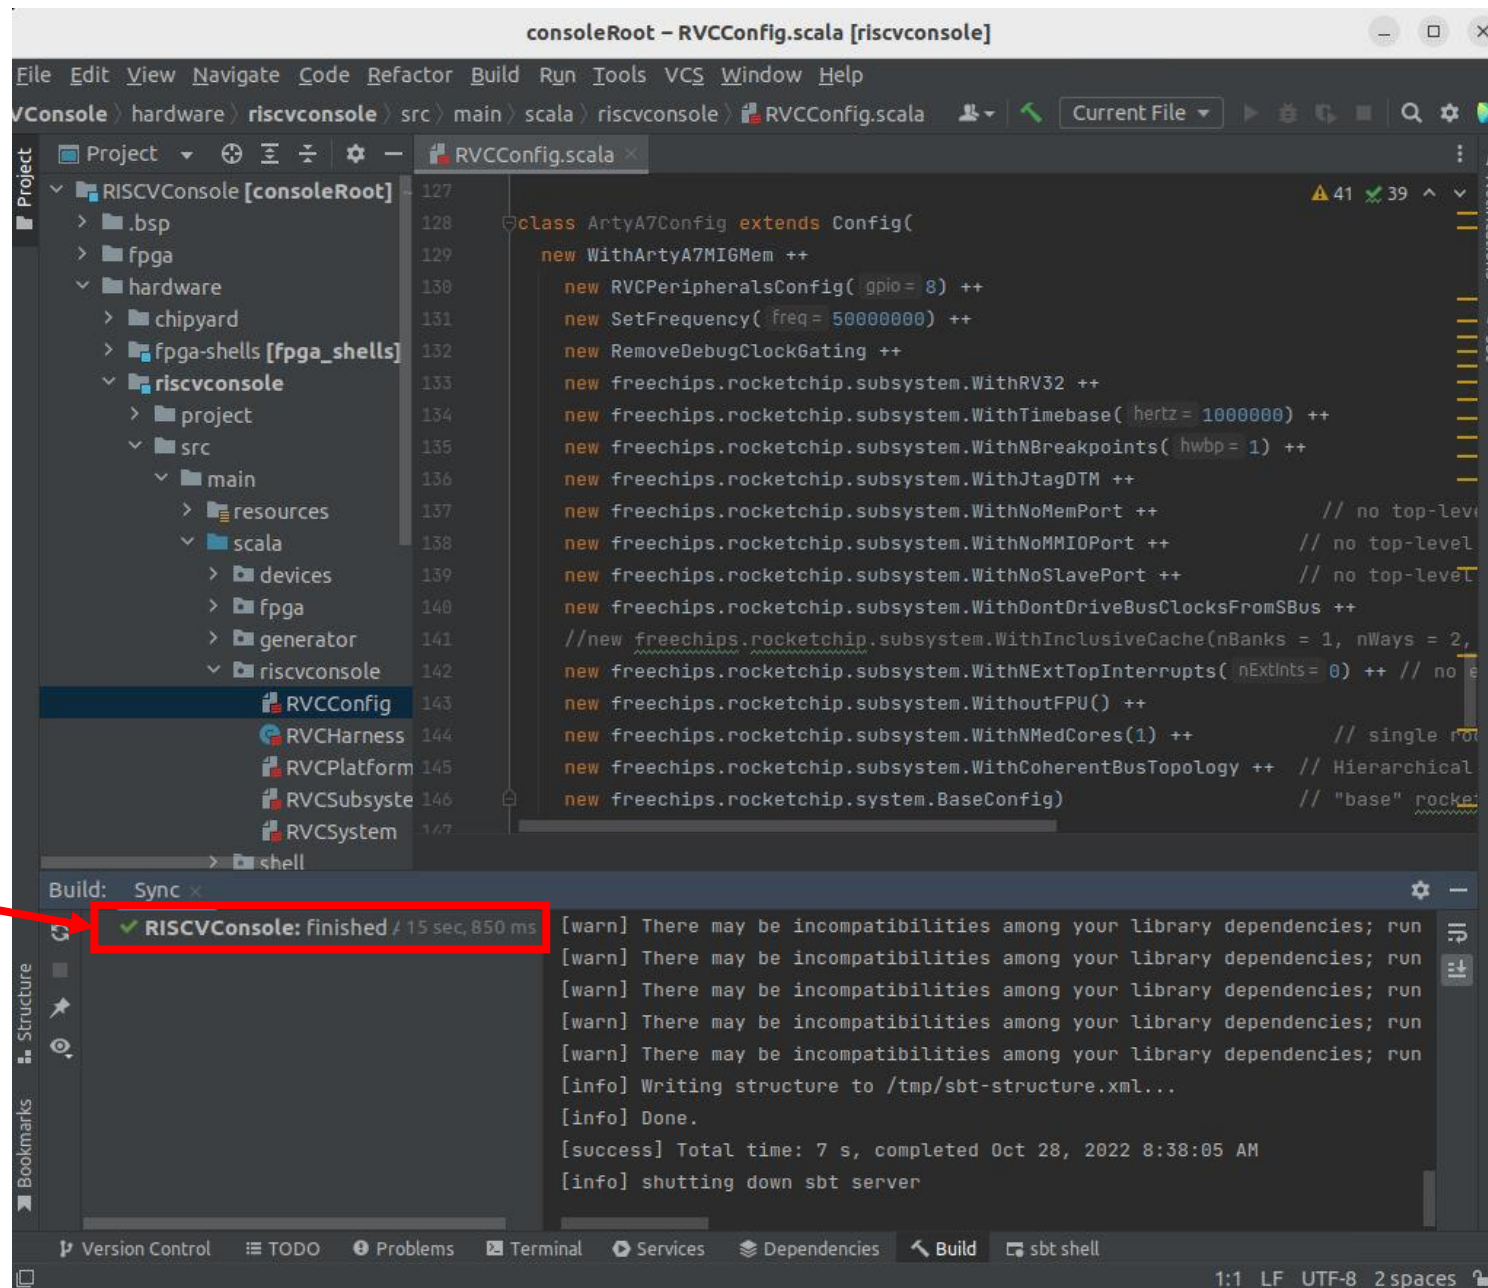 consoleRoot – RVCConfig.scala [riscvconsole]
File Edit View Navigate Code Refactor Build Run Tools VCS Window Help
VConsole hardware riscvconsole src main scala riscvconsole RVCConfig.scala Current File
Project
Project RVCConfig.scala
RISCVConsole [consoleRoot]
.bsp
fpga
hardware
chipyard
fpga-shells [fpga_shells]
riscvconsole
project
src
main
resources
scala
devices
fpga
generator
riscvconsole
RVCConfig
RVCHarness
RVCPlatform
RVCSubsyste
RVCSystem
shell
41 39
127
128 class ArtyA7Config extends Config(
129 new WithArtyA7MIGMem ++
130 new RVCPeripheralsConfig( gpio = 8) ++
131 new SetFrequency( freq = 50000000) ++
132 new RemoveDebugClockGating ++
133 new freechips.rocketchip.subsystem.WithRV32 ++
134 new freechips.rocketchip.subsystem.WithTimebase( hertz = 1000000) ++
135 new freechips.rocketchip.subsystem.WithNBreakpoints( hwbp = 1) ++
136 new freechips.rocketchip.subsystem.WithJtagDTM ++
137 new freechips.rocketchip.subsystem.WithNoMemPort ++ // no top-leve
138 new freechips.rocketchip.subsystem.WithNoMMIOPort ++ // no top-level
139 new freechips.rocketchip.subsystem.WithNoSlavePort ++ // no top-level
140 new freechips.rocketchip.subsystem.WithDontDriveBusClocksFromSBus ++
141 //new freechips.rocketchip.subsystem.WithInclusiveCache(nBanks = 1, nWays = 2,
142 new freechips.rocketchip.subsystem.WithNExtTopInterrupts( nExtInts = 0) ++ // no e
143 new freechips.rocketchip.subsystem.WithoutFPU() ++
144 new freechips.rocketchip.subsystem.WithNMedCores(1) ++ // single ro
145 new freechips.rocketchip.subsystem.WithCoherentBusTopology ++ // Hierarchical
146 new freechips.rocketchip.system.BaseConfig) // "base" rocke
147
Build: Sync
RISCVConsole: finished 15 sec, 850 ms
[warn] There may be incompatibilities among your library dependencies; run
[warn] There may be incompatibilities among your library dependencies; run
[warn] There may be incompatibilities among your library dependencies; run
[warn] There may be incompatibilities among your library dependencies; run
[warn] There may be incompatibilities among your library dependencies; run
[info] Writing structure to /tmp/sbt-structure.xml...
[info] Done.
[success] Total time: 7 s, completed Oct 28, 2022 8:38:05 AM
[info] shutting down sbt server
Structure
Bookmarks
Version Control TODO Problems Terminal Services Dependencies Build sbt shell
1:1 LF UTF-8 2 spaces